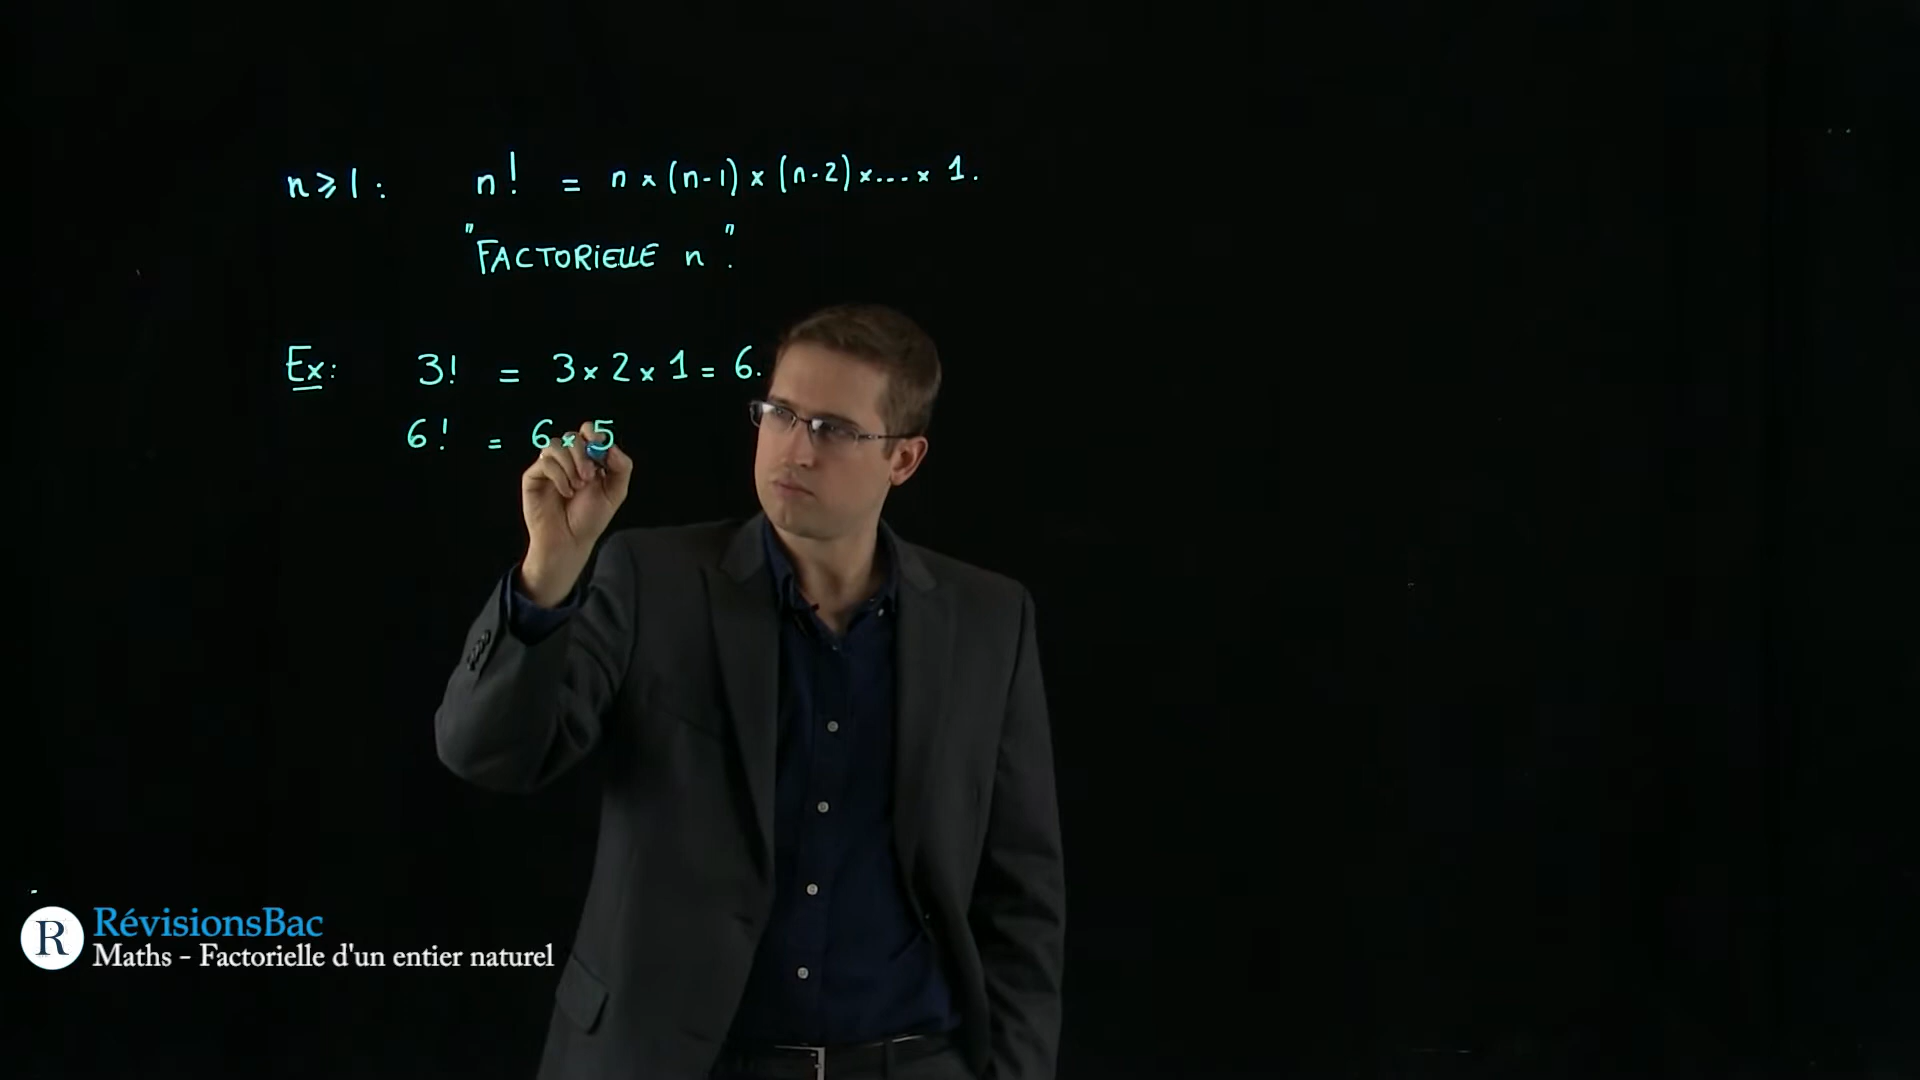 n ⩾ 1 : n! = n × (n-1) × (n-2) × ... × 1.
"FACTORIELLE n".
Ex: 3! = 3 × 2 × 1 = 6.
6! = 6 × 5
R
RévisionsBac
Maths - Factorielle d'un entier naturel